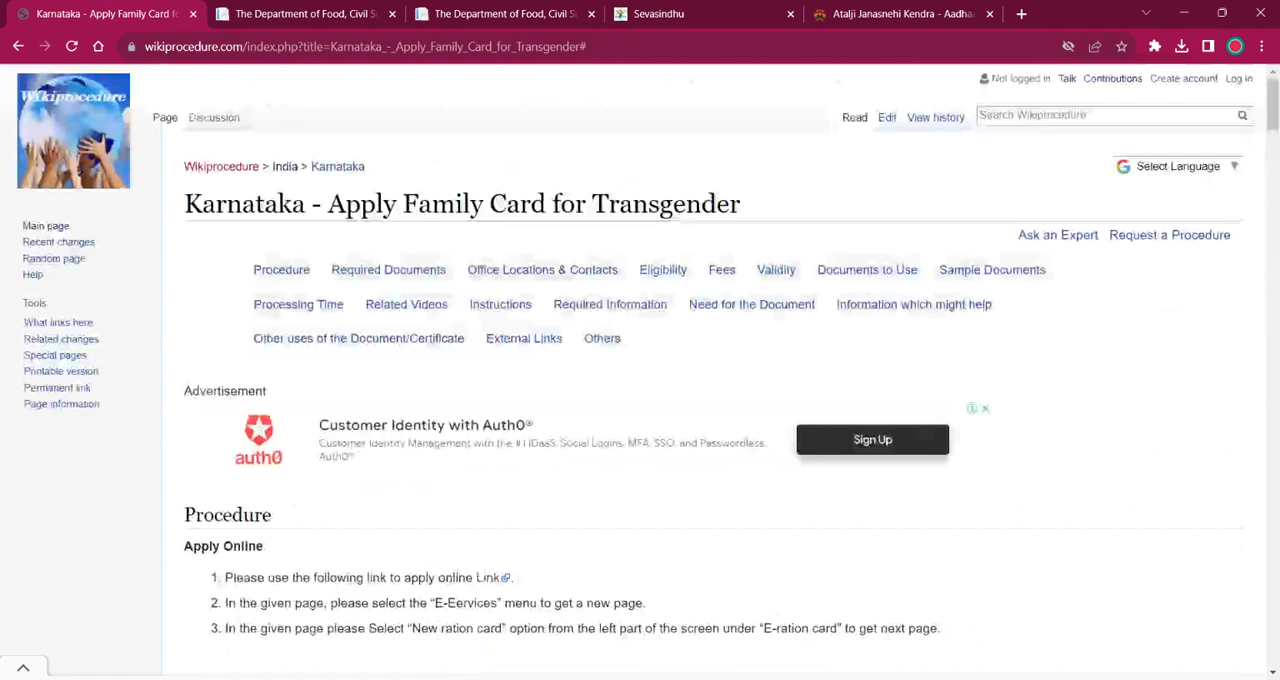 Karnataka - Apply Family Card fo
The Department of Food, Civil S
The Department of Food, Civil S
Sevasindhu
Atalji Janasnehi Kendra - Aadha
wikiprocedure.com/index.php?title=Karnataka_-_Apply_Family_Card_for_Transgender#
Not logged in Talk Contributions Create account Log in
Wikiprocedure
Page Discussion Read Edit View history Search Wikiprocedure
Wikiprocedure > India > Karnataka
Select Language
Karnataka - Apply Family Card for Transgender
Main page
Recent changes
Random page
Help
Tools
What links here
Related changes
Special pages
Printable version
Permanent link
Page information
Ask an Expert Request a Procedure
Procedure Required Documents Office Locations & Contacts Eligibility Fees Validity Documents to Use Sample Documents
Processing Time Related Videos Instructions Required Information Need for the Document Information which might help
Other uses of the Document/Certificate External Links Others
Advertisement
auth0
Customer Identity with Auth0®
Customer Identity Management with the #1 IDaaS, Social Logins, MFA, SSO, and Passwordless.
Auth0®
Sign Up
Procedure
Apply Online
1. Please use the following link to apply online Link.
2. In the given page, please select the “E-Eervices” menu to get a new page.
3. In the given page please Select “New ration card” option from the left part of the screen under “E-ration card” to get next page.